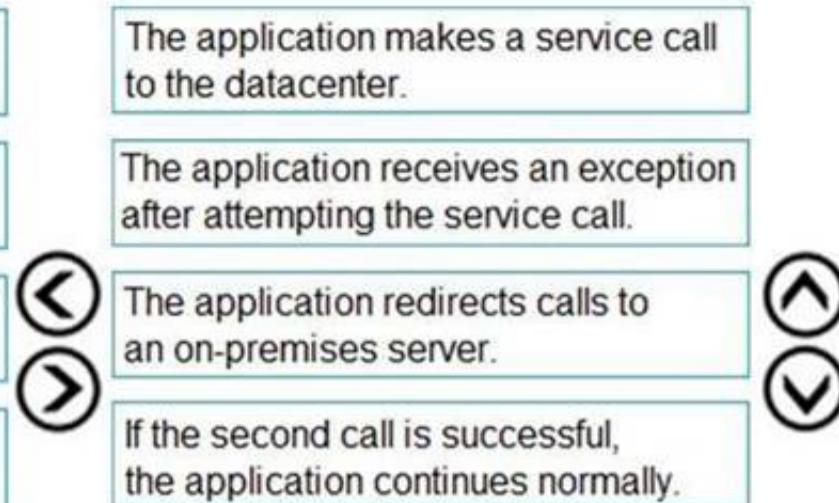 The application makes a service call
to the datacenter.
The application receives an exception
after attempting the service call.
The application redirects calls to
an on-premises server.
If the second call is successful,
the application continues normally.